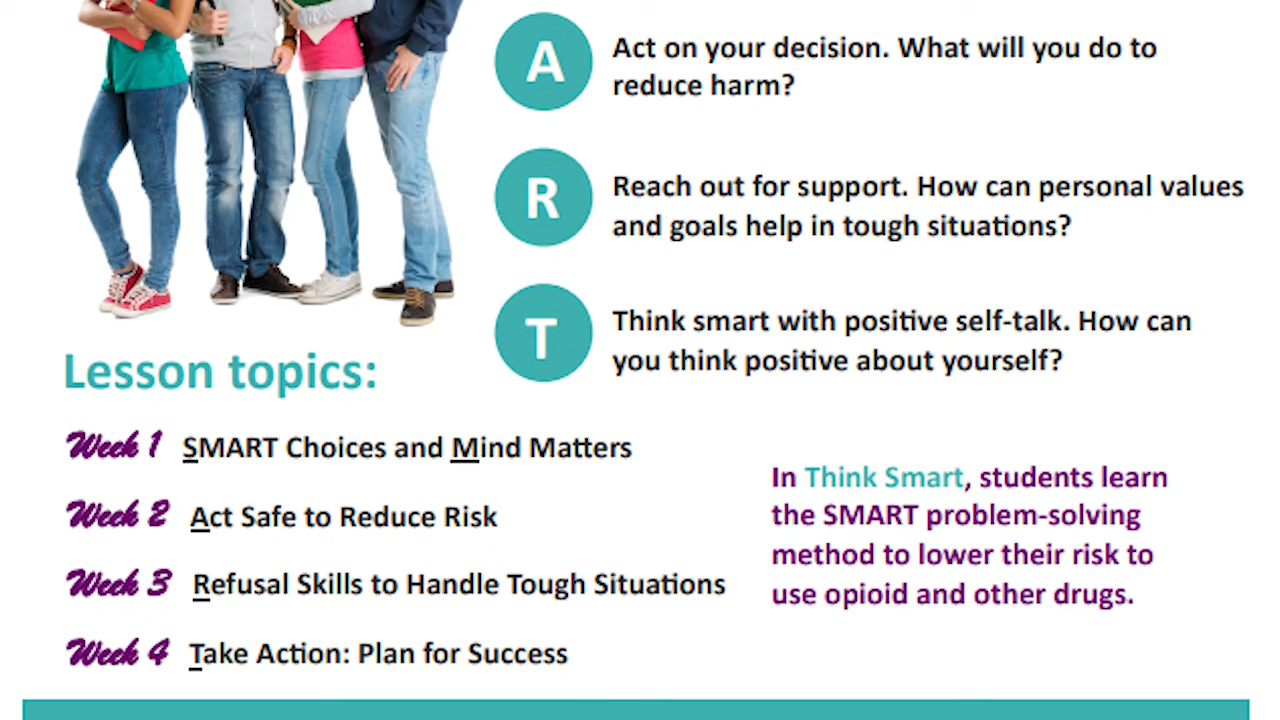 A
Act on your decision. What will you do to
reduce harm?
R
Reach out for support. How can personal values
and goals help in tough situations?
T
Think smart with positive self-talk. How can
you think positive about yourself?
Lesson topics:
Week 1 SMART Choices and Mind Matters
Week 2 Act Safe to Reduce Risk
Week 3 Refusal Skills to Handle Tough Situations
Week 4 Take Action: Plan for Success
In Think Smart, students learn
the SMART problem-solving
method to lower their risk to
use opioid and other drugs.